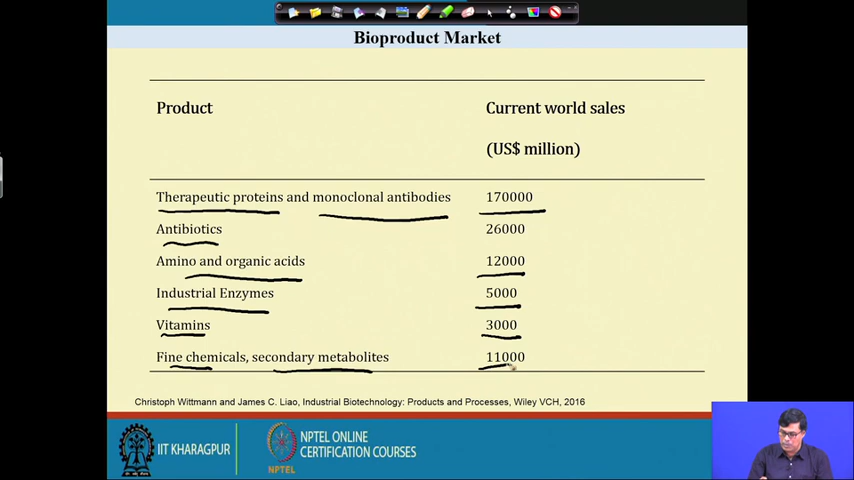 Bioproduct Market
Product Current world sales
(US$ million)
Therapeutic proteins and monoclonal antibodies 170000
Antibiotics 26000
Amino and organic acids 12000
Industrial Enzymes 5000
Vitamins 3000
Fine chemicals, secondary metabolites 11000
Christoph Wittmann and James C. Liao, Industrial Biotechnology: Products and Processes, Wiley VCH, 2016
IIT KHARAGPUR
NPTEL ONLINE
CERTIFICATION COURSES
NPTEL